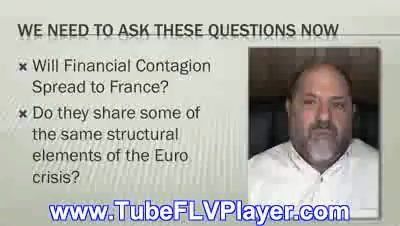 WE NEED TO ASK THESE QUESTIONS NOW
Will Financial Contagion
Spread to France?
Do they share some of
the same structural
elements of the Euro
crisis?
www.TubeFLVPlayer.com